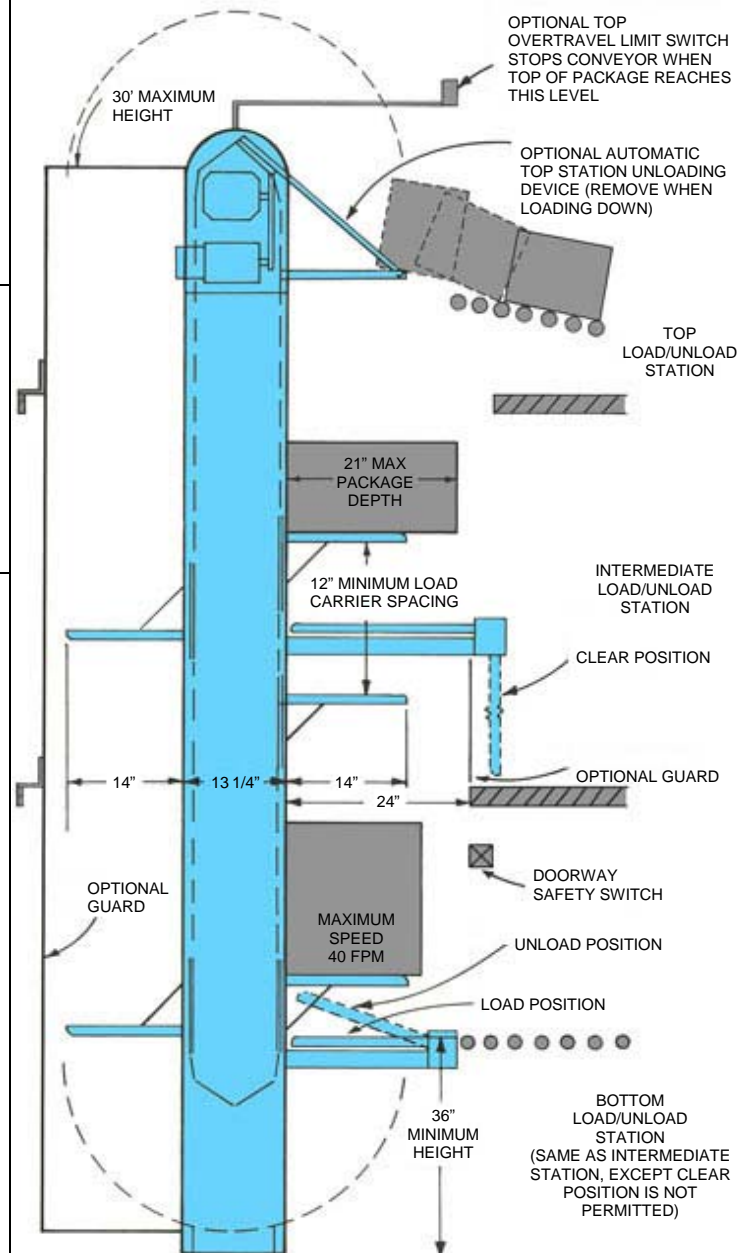 OPTIONAL TOP
OVERTRAVEL LIMIT SWITCH
STOPS CONVEYOR WHEN
TOP OF PACKAGE REACHES
THIS LEVEL
30' MAXIMUM
HEIGHT
OPTIONAL AUTOMATIC
TOP STATION UNLOADING
DEVICE (REMOVE WHEN
LOADING DOWN)
TOP
LOAD/UNLOAD
STATION
21” MAX
PACKAGE
DEPTH
12” MINIMUM LOAD
CARRIER SPACING
INTERMEDIATE
LOAD/UNLOAD
STATION
CLEAR POSITION
14”
13 1/4”
14”
24”
OPTIONAL GUARD
DOORWAY
SAFETY SWITCH
OPTIONAL
GUARD
MAXIMUM
SPEED
40 FPM
UNLOAD POSITION
LOAD POSITION
36”
MINIMUM
HEIGHT
BOTTOM
LOAD/UNLOAD
STATION
(SAME AS INTERMEDIATE
STATION, EXCEPT CLEAR
POSITION IS NOT
PERMITTED)